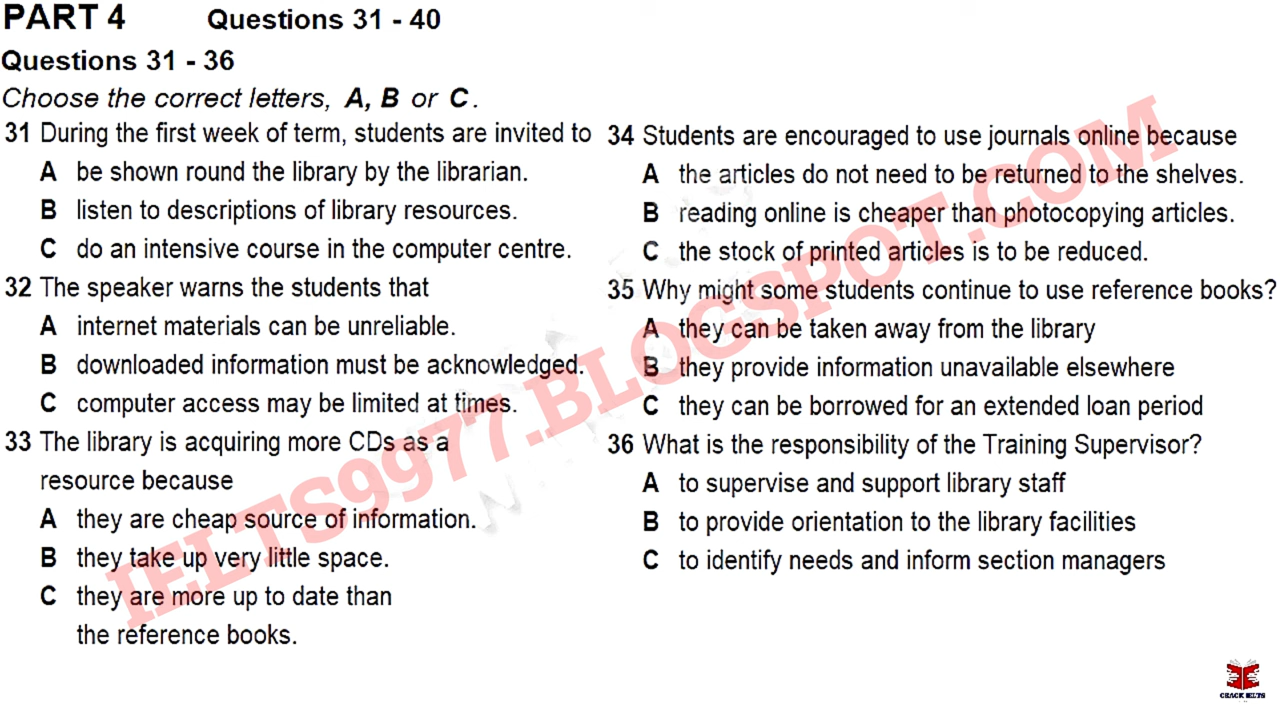 PART 4 Questions 31 - 40
Questions 31 - 36
Choose the correct letters, A, B or C.
31 During the first week of term, students are invited to
A be shown round the library by the librarian.
B listen to descriptions of library resources.
C do an intensive course in the computer centre.
32 The speaker warns the students that
A internet materials can be unreliable.
B downloaded information must be acknowledged.
C computer access may be limited at times.
33 The library is acquiring more CDs as a
resource because
A they are cheap source of information.
B they take up very little space.
C they are more up to date than
the reference books.
34 Students are encouraged to use journals online because
A the articles do not need to be returned to the shelves.
B reading online is cheaper than photocopying articles.
C the stock of printed articles is to be reduced.
35 Why might some students continue to use reference books?
A they can be taken away from the library
B they provide information unavailable elsewhere
C they can be borrowed for an extended loan period
36 What is the responsibility of the Training Supervisor?
A to supervise and support library staff
B to provide orientation to the library facilities
C to identify needs and inform section managers
IELTS9977.BLOGSPOT.COM
CRACK IELTS